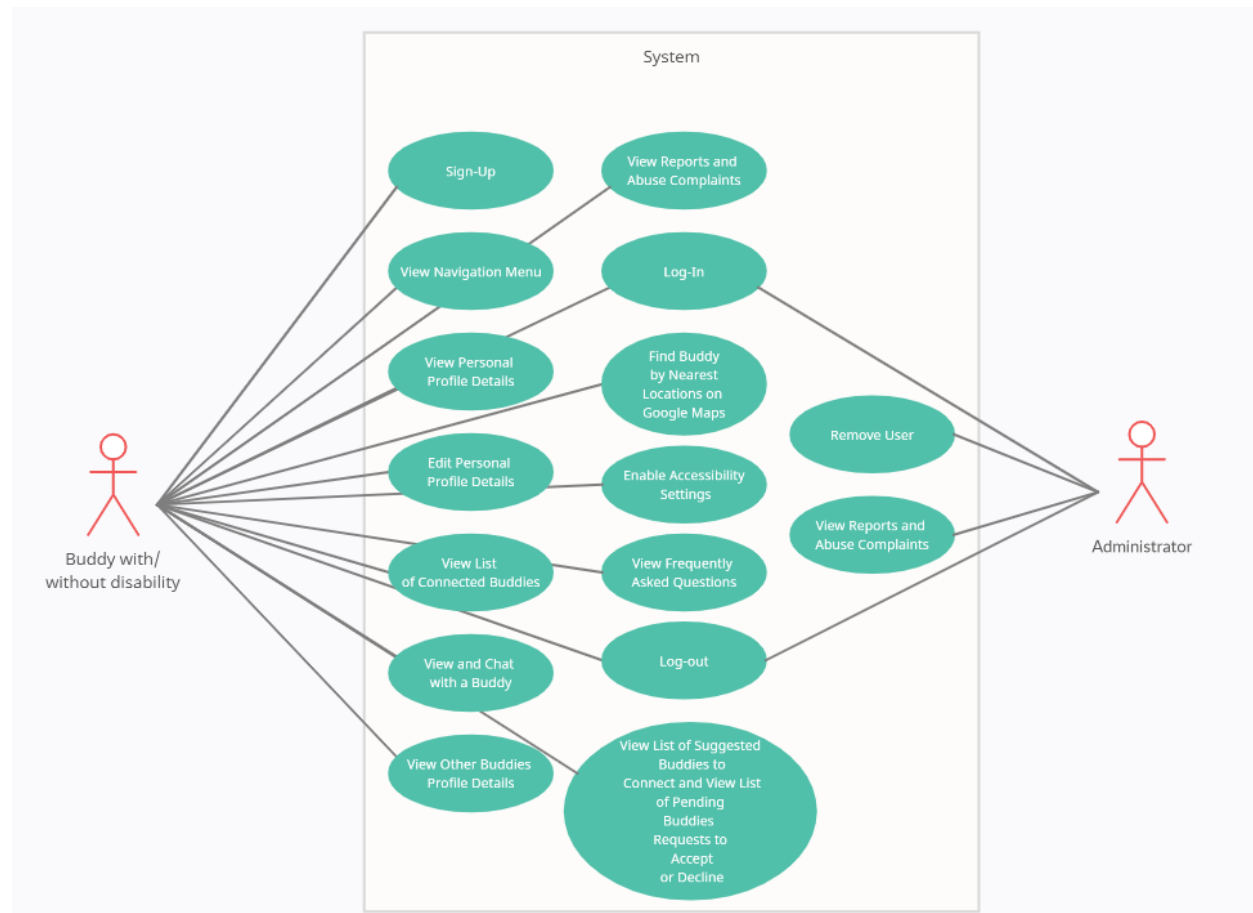 System
Sign-Up
View Reports and
Abuse Complaints
View Navigation Menu
Log-In
View Personal
Profile Details
Find Buddy
by Nearest
Locations on
Google Maps
Remove User
Edit Personal
Profile Details
Enable Accessibility
Settings
View Reports and
Abuse Complaints
Buddy with/
without disability
Administrator
View List
of Connected Buddies
View Frequently
Asked Questions
View and Chat
with a Buddy
Log-out
View Other Buddies
Profile Details
View List of Suggested
Buddies to
Connect and View List
of Pending
Buddies
Requests to
Accept
or Decline